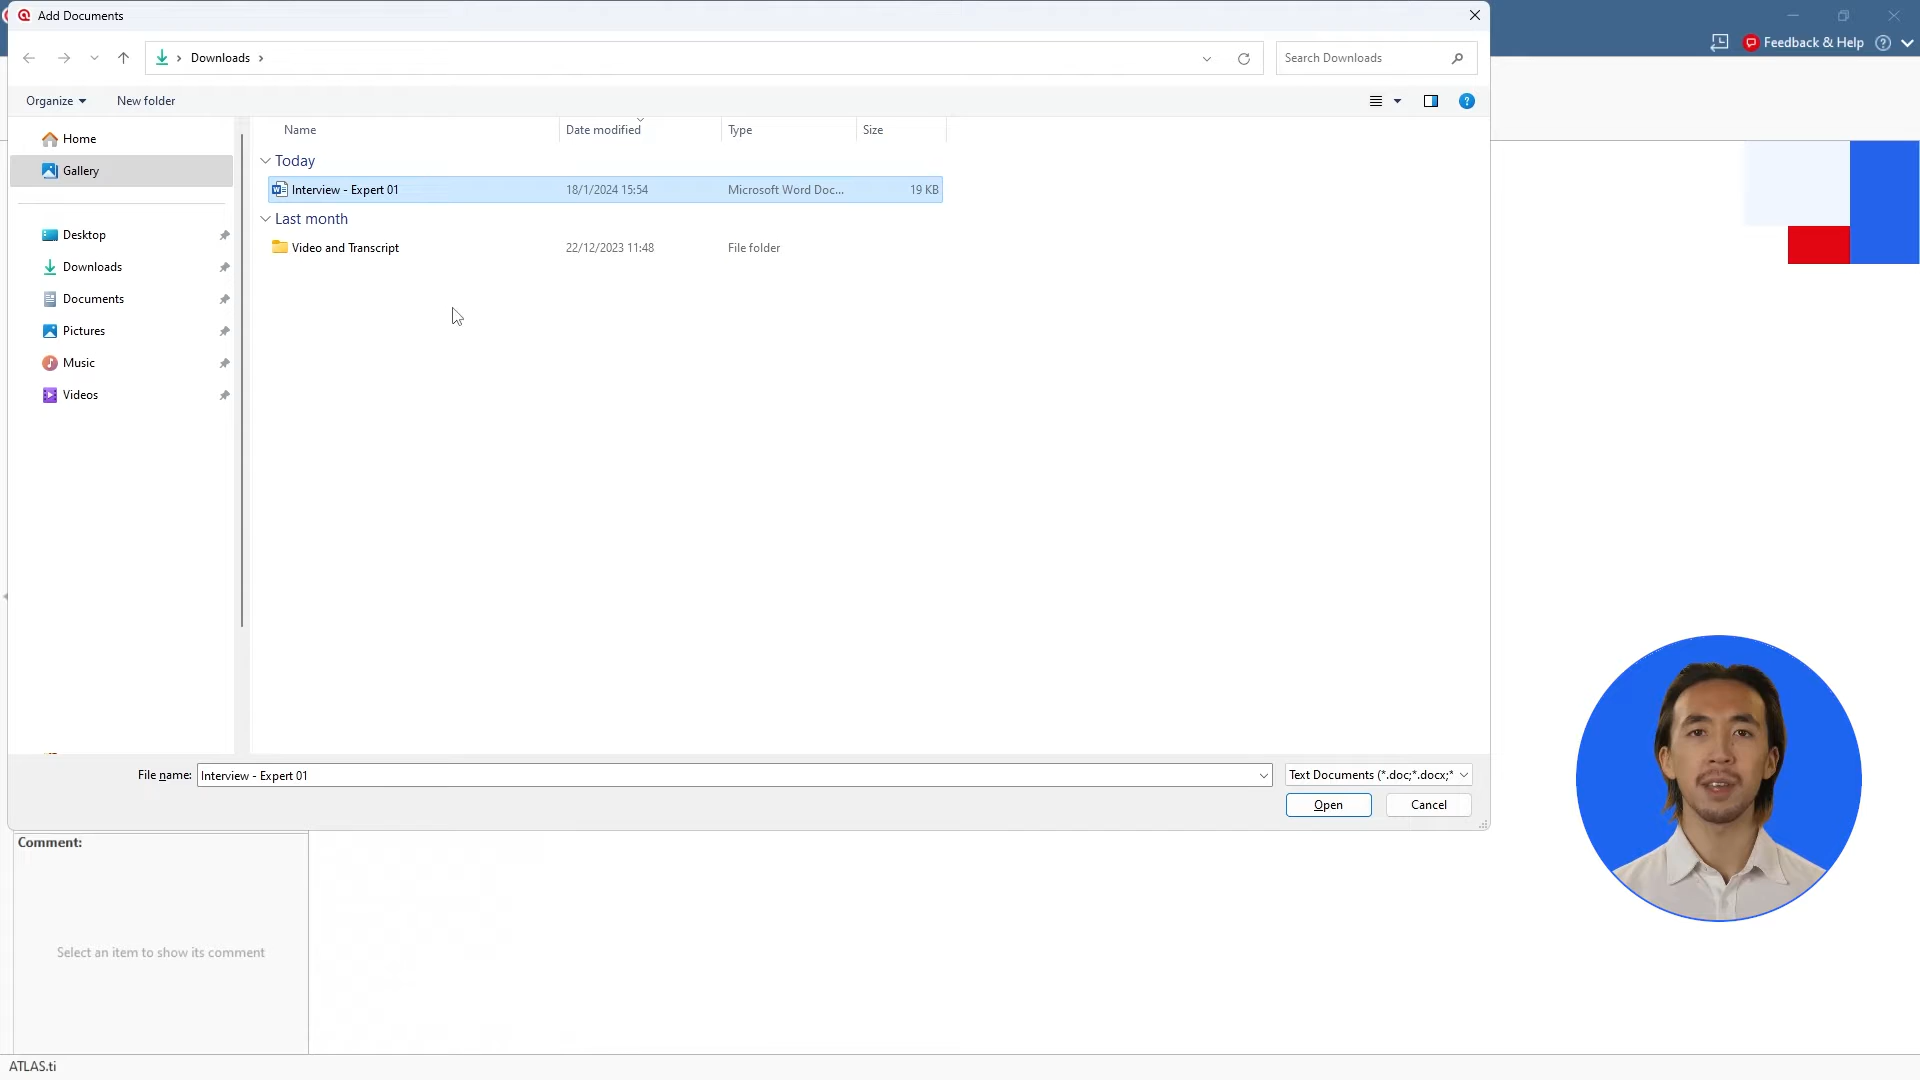 Add Documents
Feedback & Help
Downloads
Search Downloads
Organize New folder
Name Date modified Type Size
Home
Gallery
Desktop
Downloads
Documents
Pictures
Music
Videos
Today
Interview - Expert 01 18/1/2024 15:54 Microsoft Word Doc... 19 KB
Last month
Video and Transcript 22/12/2023 11:48 File folder
File name: Interview - Expert 01 Text Documents (*.doc;*.docx;*
Open Cancel
Comment:
Select an item to show its comment
ATLAS.ti